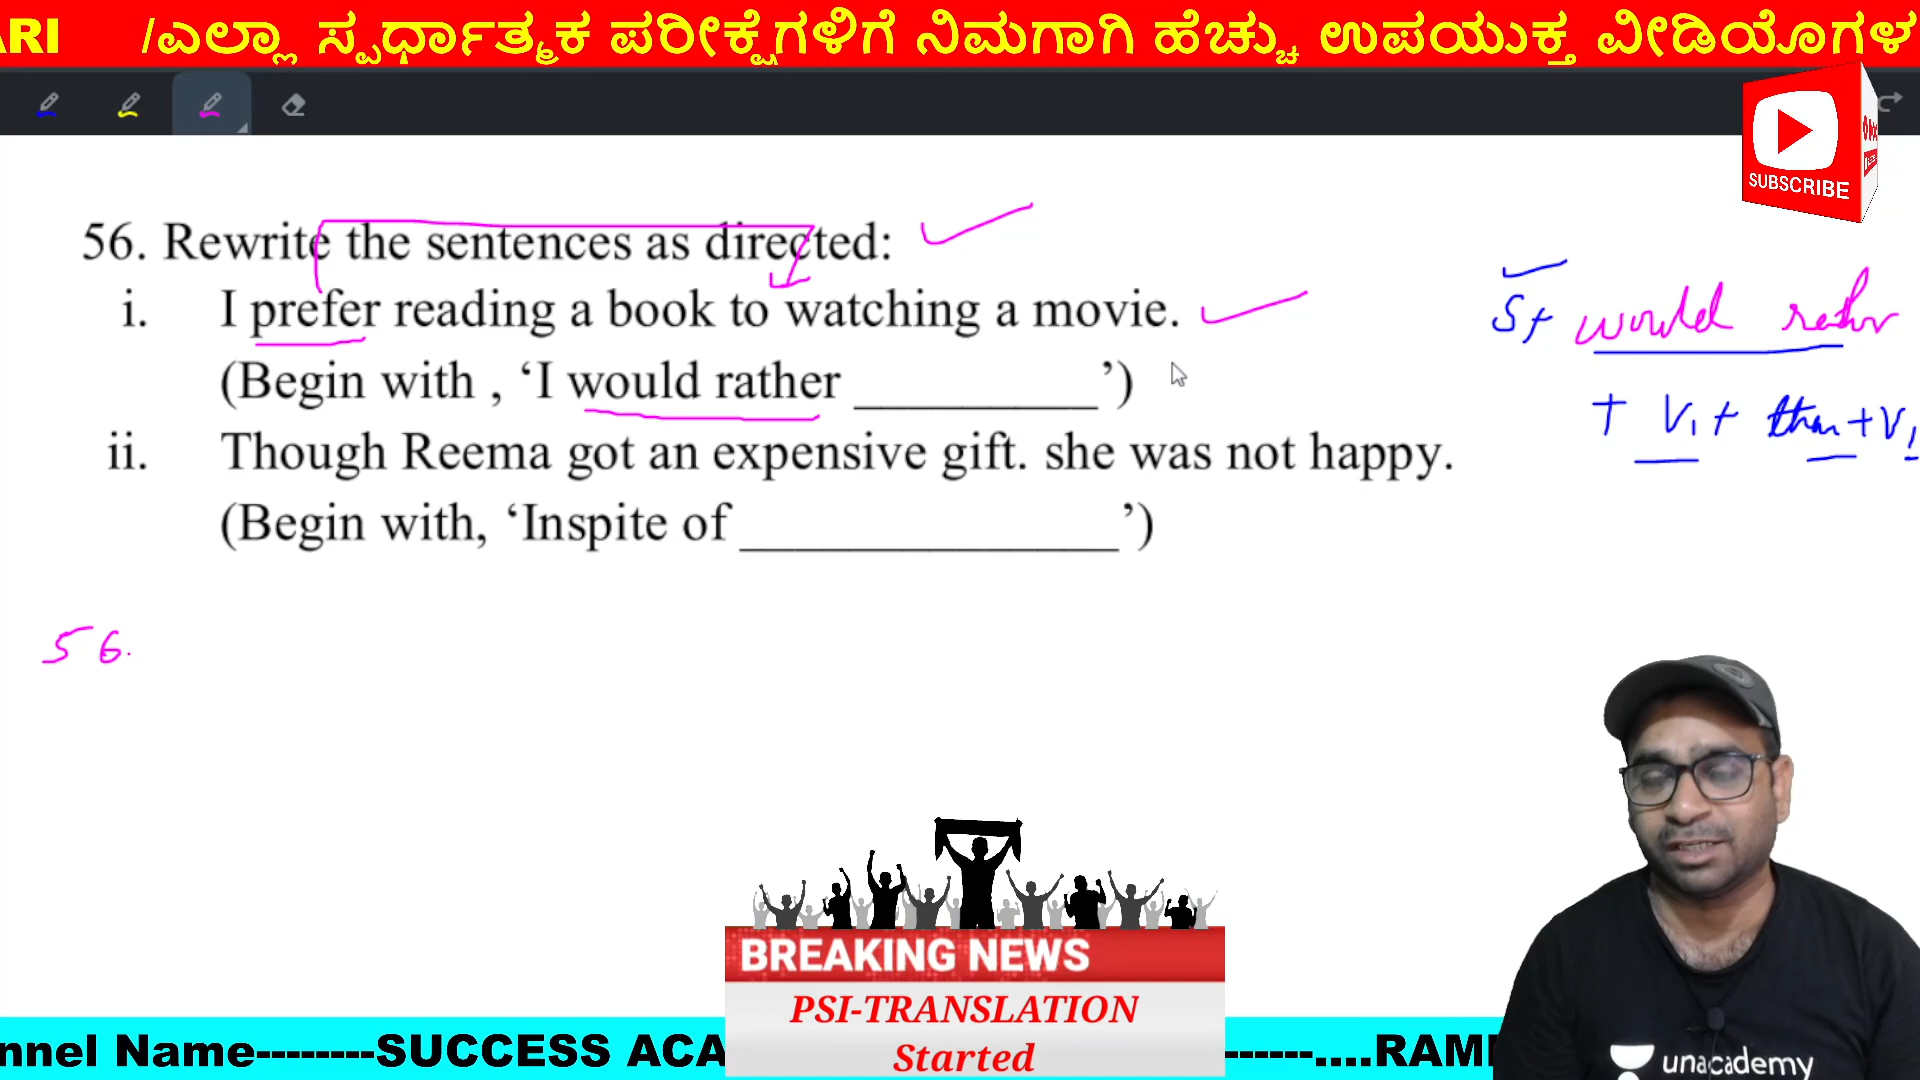 ARI /ಎಲ್ಲಾ ಸ್ಪರ್ಧಾತ್ಮಕ ಪರೀಕ್ಷೆಗಳಿಗೆ ನಿಮಗಾಗಿ ಹೆಚ್ಚು ಉಪಯುಕ್ತ ವೀಡಿಯೊಗಳ
SUBSCRIBE
56. Rewrite the sentences as directed:
i. I prefer reading a book to watching a movie.
(Begin with , ‘I would rather __________’)
ii. Though Reema got an expensive gift. she was not happy.
(Begin with, ‘Inspite of _______________’)
S+ would rather
+ V1 + than + V1
56.
BREAKING NEWS
PSI-TRANSLATION
Started
nnel Name--------SUCCESS ACA ------....RAM
unacademy